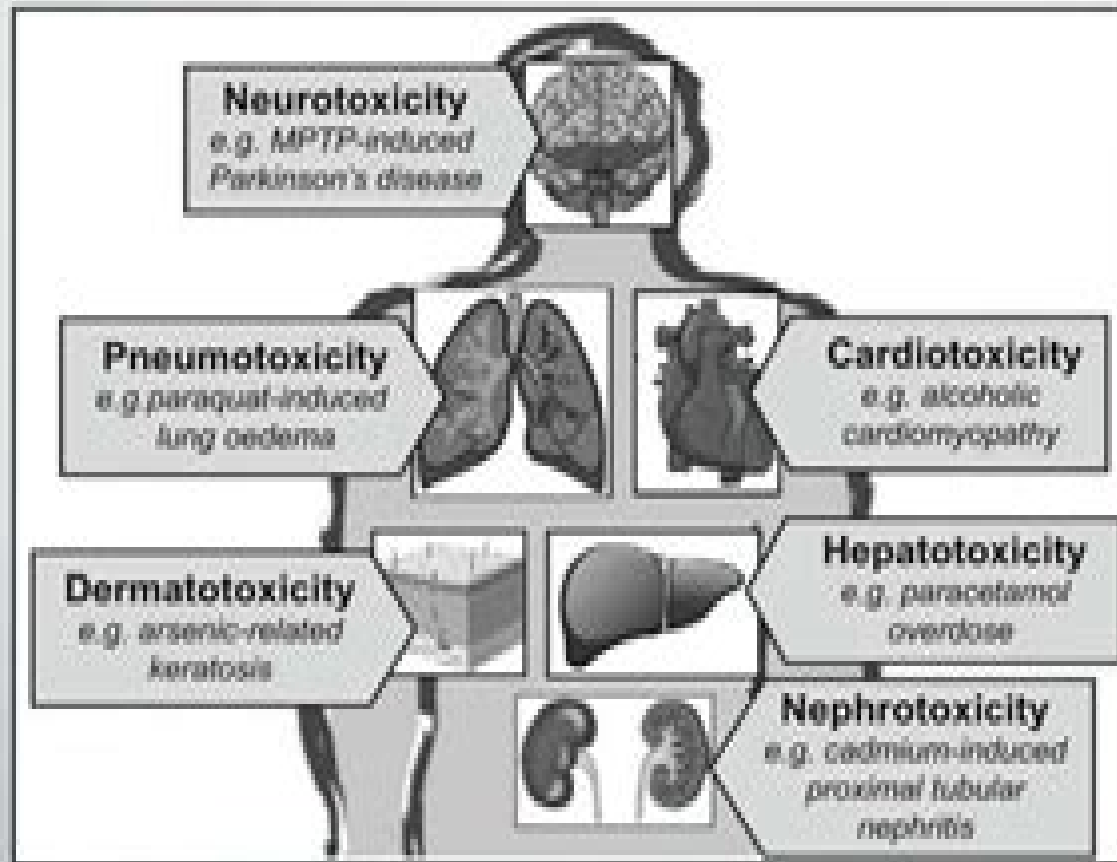 Neurotoxicity
e.g. MPTP-induced
Parkinson's disease
Pneumotoxicity
e.g.paraquat-induced
lung oedema
Cardiotoxicity
e.g. alcoholic
cardiomyopathy
Dermatotoxicity
e.g. arsenic-related
keratosis
Hepatotoxicity
e.g. paracetamol
overdose
Nephrotoxicity
e.g. cadmium-induced
proximal tubular
nephritis